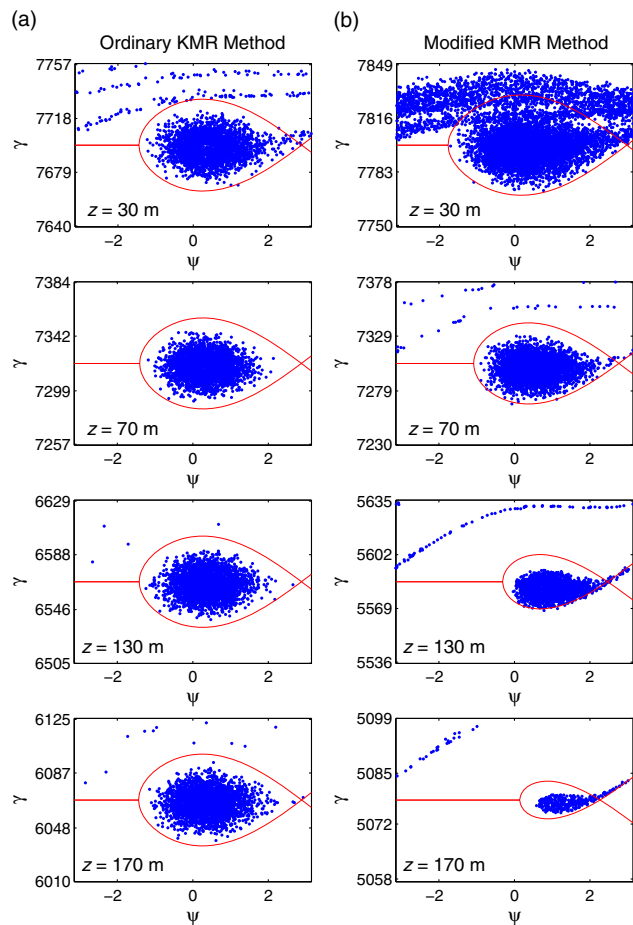 (a)
Ordinary KMR Method
7757
7718
7679
7640
γ
z = 30 m
−2
0
2
ψ
7384
7342
7299
7257
γ
z = 70 m
−2
0
2
ψ
6629
6588
6546
6505
γ
z = 130 m
−2
0
2
ψ
6125
6087
6048
6010
γ
z = 170 m
−2
0
2
ψ
(b)
Modified KMR Method
7849
7816
7783
7750
γ
z = 30 m
−2
0
2
ψ
7378
7329
7279
7230
γ
z = 70 m
−2
0
2
ψ
5635
5602
5569
5536
γ
z = 130 m
−2
0
2
ψ
5099
5085
5072
5058
γ
z = 170 m
−2
0
2
ψ